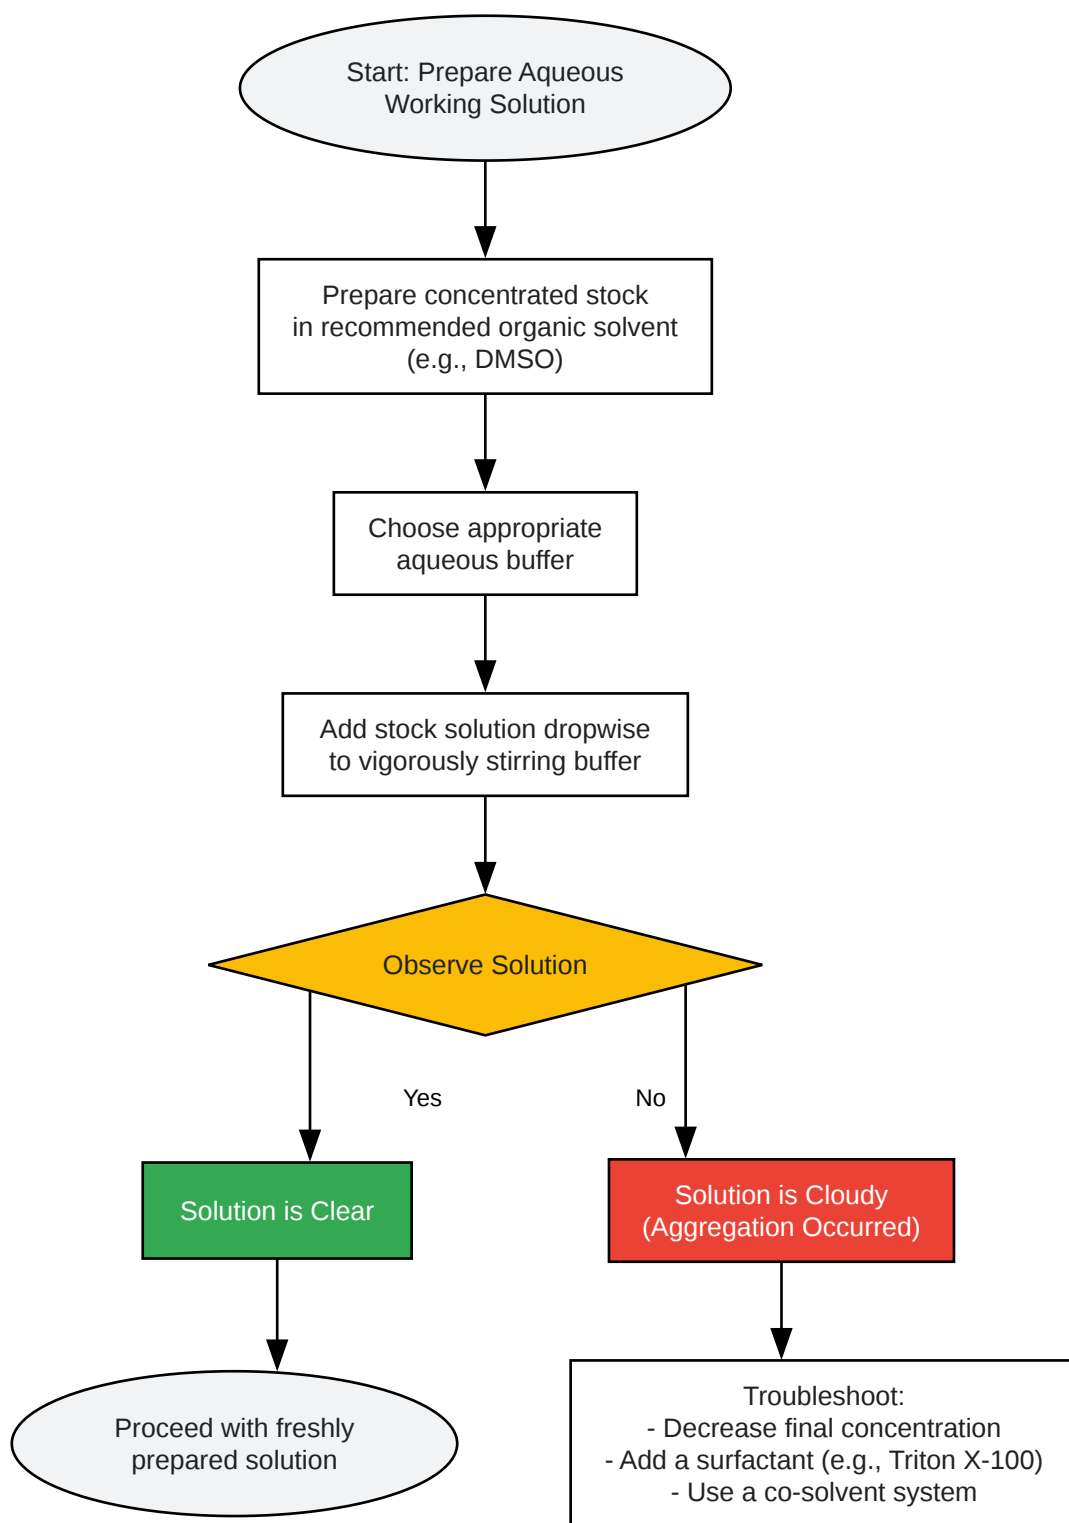 Start: Prepare Aqueous
Working Solution
Prepare concentrated stock
in recommended organic solvent
(e.g., DMSO)
Choose appropriate
aqueous buffer
Add stock solution dropwise
to vigorously stirring buffer
Observe Solution
Yes
No
Solution is Clear
Solution is Cloudy
(Aggregation Occurred)
Proceed with freshly
prepared solution
Troubleshoot:
- Decrease final concentration
- Add a surfactant (e.g., Triton X-100)
- Use a co-solvent system